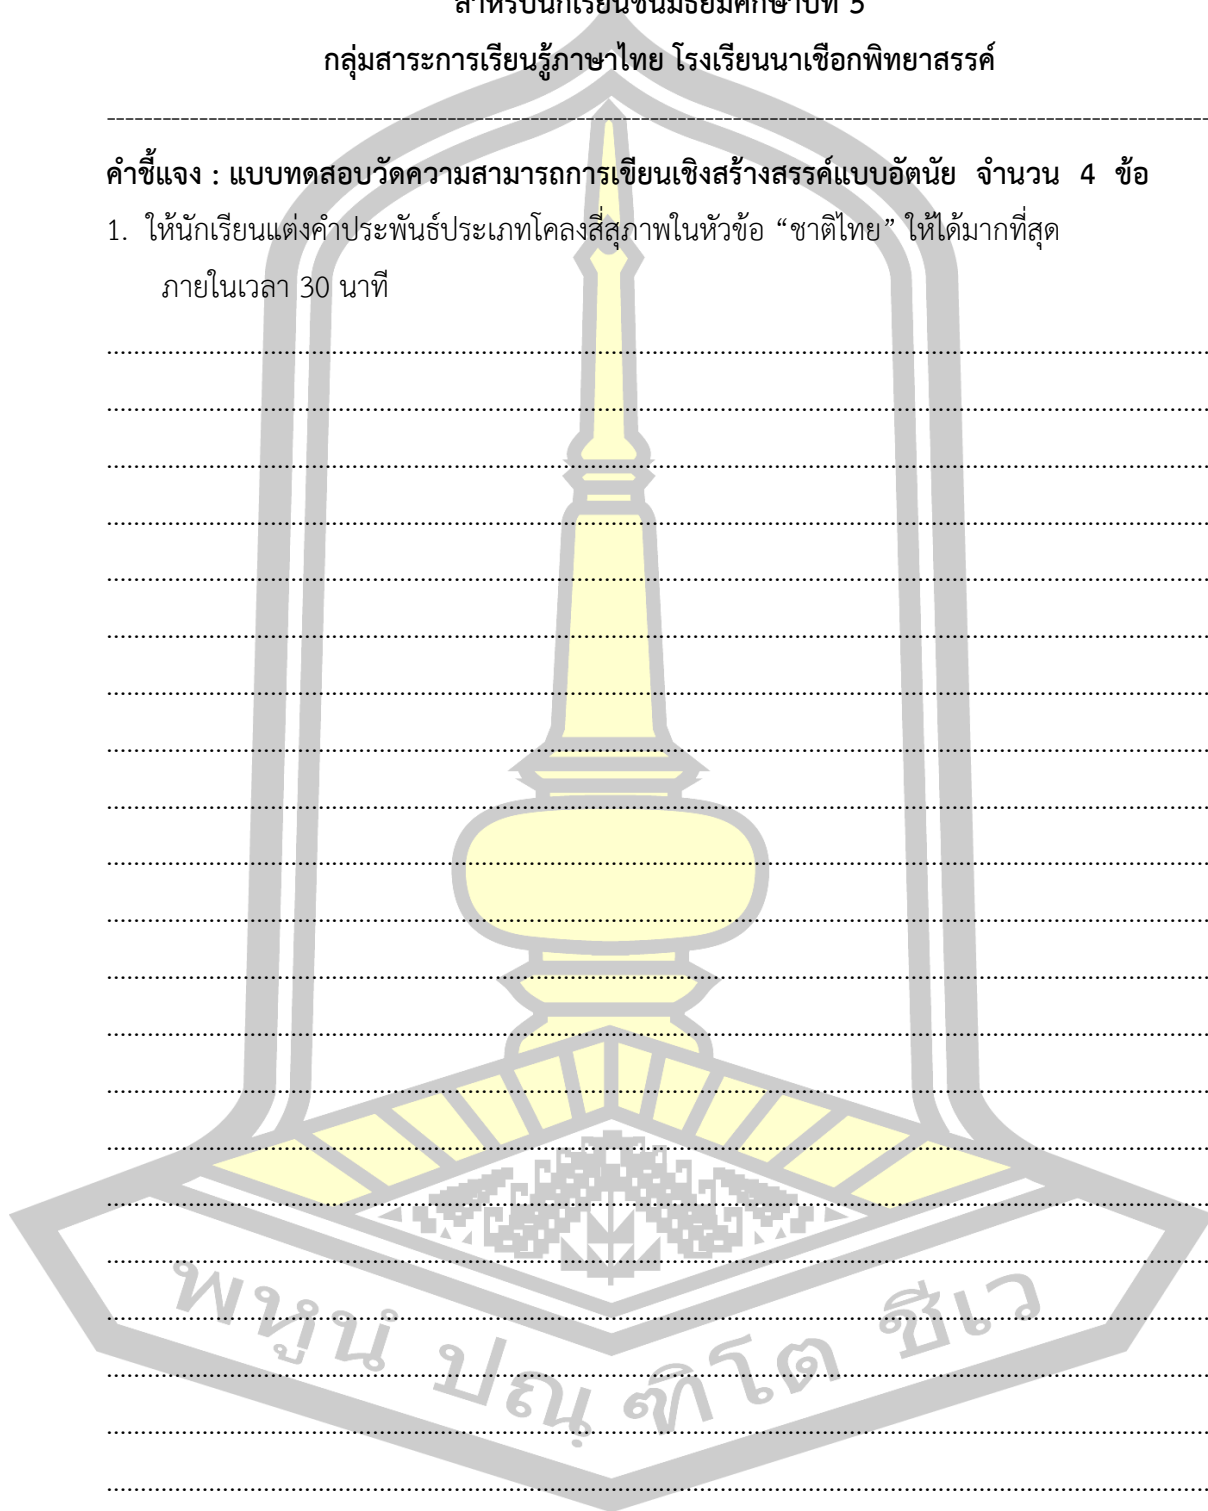 สำหรับนักเรียนชั้นมัธยมศึกษาปีที่ 5
กลุ่มสาระการเรียนรู้ภาษาไทย โรงเรียนนาเชือกพิทยาสรรค์
คำชี้แจง : แบบทดสอบวัดความสามารถการเขียนเชิงสร้างสรรค์แบบอัตนัย จำนวน 4 ข้อ
1. ให้นักเรียนแต่งคำประพันธ์ประเภทโคลงสี่สุภาพในหัวข้อ “ชาติไทย” ให้ได้มากที่สุด
ภายในเวลา 30 นาที
พหูนํ ปณฺฑิโต ชีเว